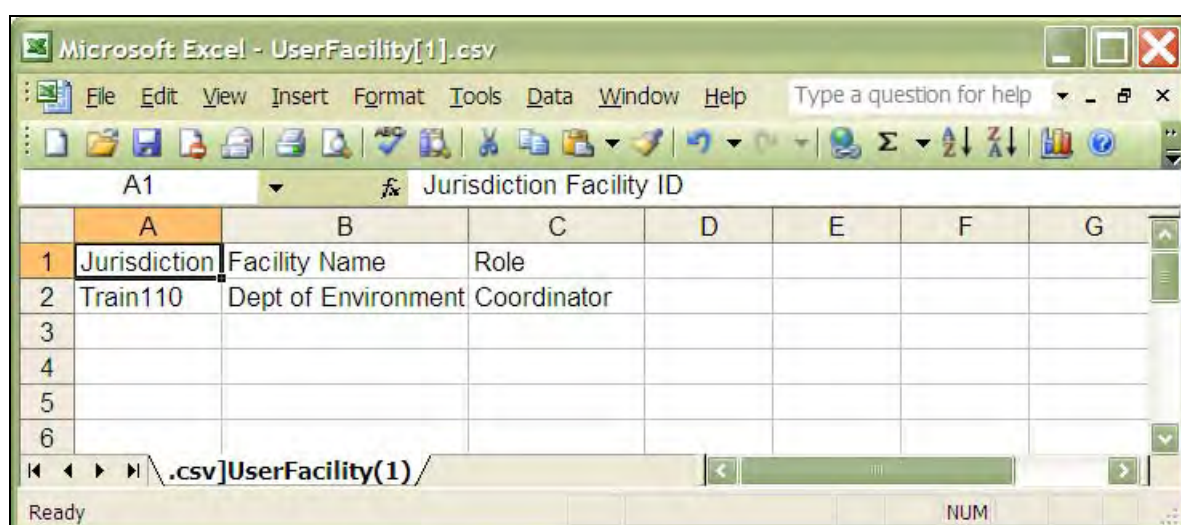 Microsoft Excel - UserFacility[1].csv
File Edit View Insert Format Tools Data Window Help Type a question for help
A1 fx Jurisdiction Facility ID
A B C D E F G
1 Jurisdiction Facility Name Role
2 Train110 Dept of Environment Coordinator
3
4
5
6
.csv]UserFacility(1)
Ready NUM